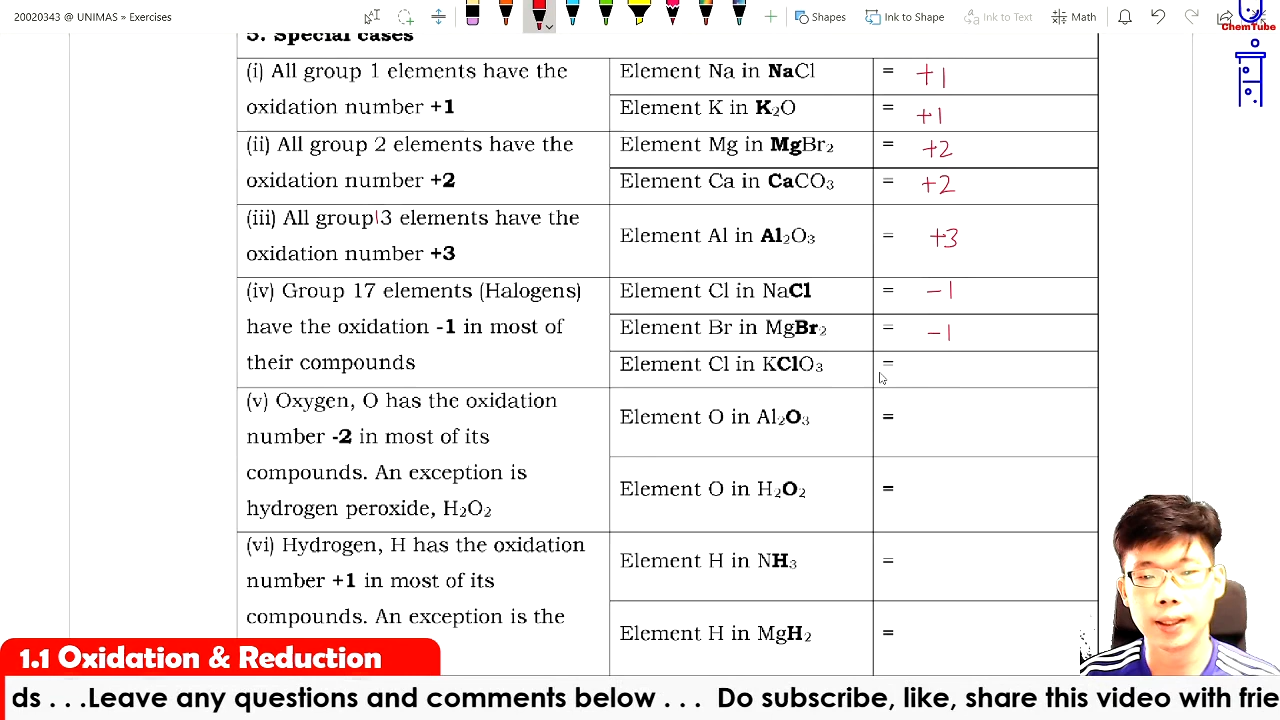 20200343 @ UNIMAS » Exercises
Shapes
Ink to Shape
Ink to Text
Math
ChemTube
5. Special cases
(i) All group 1 elements have the
oxidation number +1
Element Na in NaCl = +1
Element K in K₂O = +1
(ii) All group 2 elements have the
oxidation number +2
Element Mg in MgBr₂ = +2
Element Ca in CaCO₃ = +2
(iii) All group 13 elements have the
oxidation number +3
Element Al in Al₂O₃ = +3
(iv) Group 17 elements (Halogens)
have the oxidation -1 in most of
their compounds
Element Cl in NaCl = -1
Element Br in MgBr₂ = -1
Element Cl in KClO₃ =
(v) Oxygen, O has the oxidation
number -2 in most of its
compounds. An exception is
hydrogen peroxide, H₂O₂
Element O in Al₂O₃ =
Element O in H₂O₂ =
(vi) Hydrogen, H has the oxidation
number +1 in most of its
compounds. An exception is the
Element H in NH₃ =
Element H in MgH₂ =
1.1 Oxidation & Reduction
ds . . .Leave any questions and comments below . . . Do subscribe, like, share this video with frie